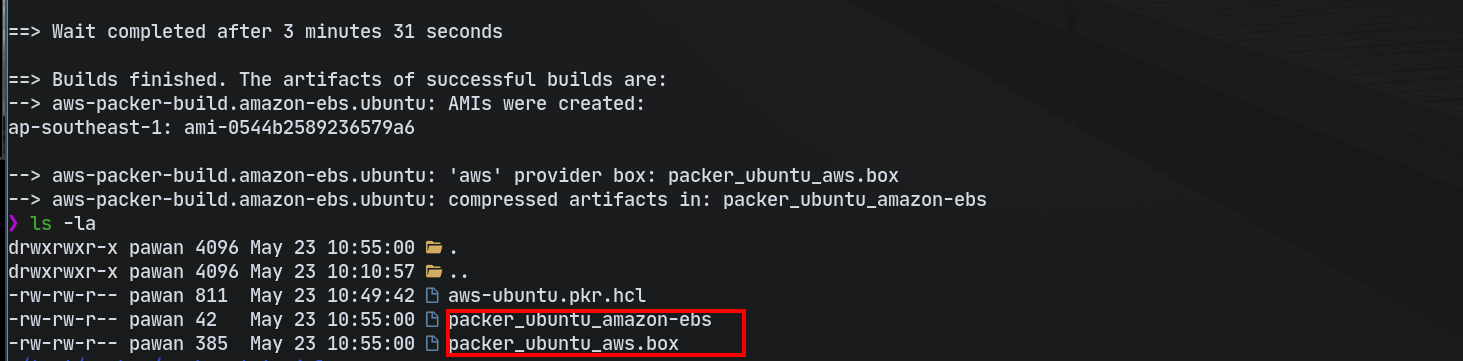 ==> Wait completed after 3 minutes 31 seconds
==> Builds finished. The artifacts of successful builds are:
--> aws-packer-build.amazon-ebs.ubuntu: AMIs were created:
ap-southeast-1: ami-0544b2589236579a6
--> aws-packer-build.amazon-ebs.ubuntu: 'aws' provider box: packer_ubuntu_aws.box
--> aws-packer-build.amazon-ebs.ubuntu: compressed artifacts in: packer_ubuntu_amazon-ebs
❯ ls -la
drwxrwxr-x pawan 4096 May 23 10:55:00 .
drwxrwxr-x pawan 4096 May 23 10:10:57 ..
-rw-rw-r-- pawan 811 May 23 10:49:42 aws-ubuntu.pkr.hcl
-rw-rw-r-- pawan 42 May 23 10:55:00 packer_ubuntu_amazon-ebs
-rw-rw-r-- pawan 385 May 23 10:55:00 packer_ubuntu_aws.box